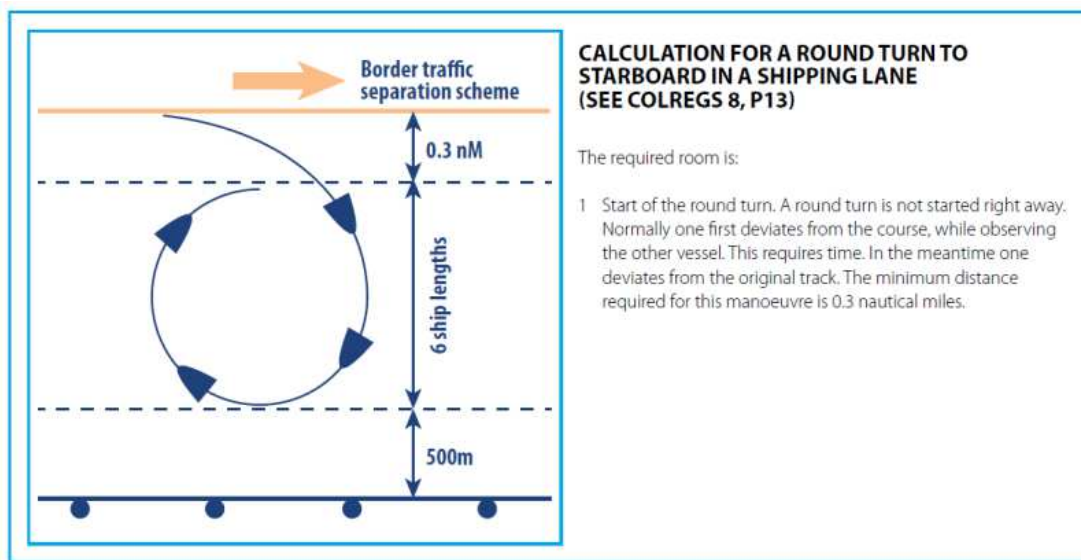 Border traffic
separation scheme
0.3 nM
6 ship lengths
500m
CALCULATION FOR A ROUND TURN TO
STARBOARD IN A SHIPPING LANE
(SEE COLREGS 8, P13)
The required room is:
1 Start of the round turn. A round turn is not started right away.
Normally one first deviates from the course, while observing
the other vessel. This requires time. In the meantime one
deviates from the original track. The minimum distance
required for this manoeuvre is 0.3 nautical miles.